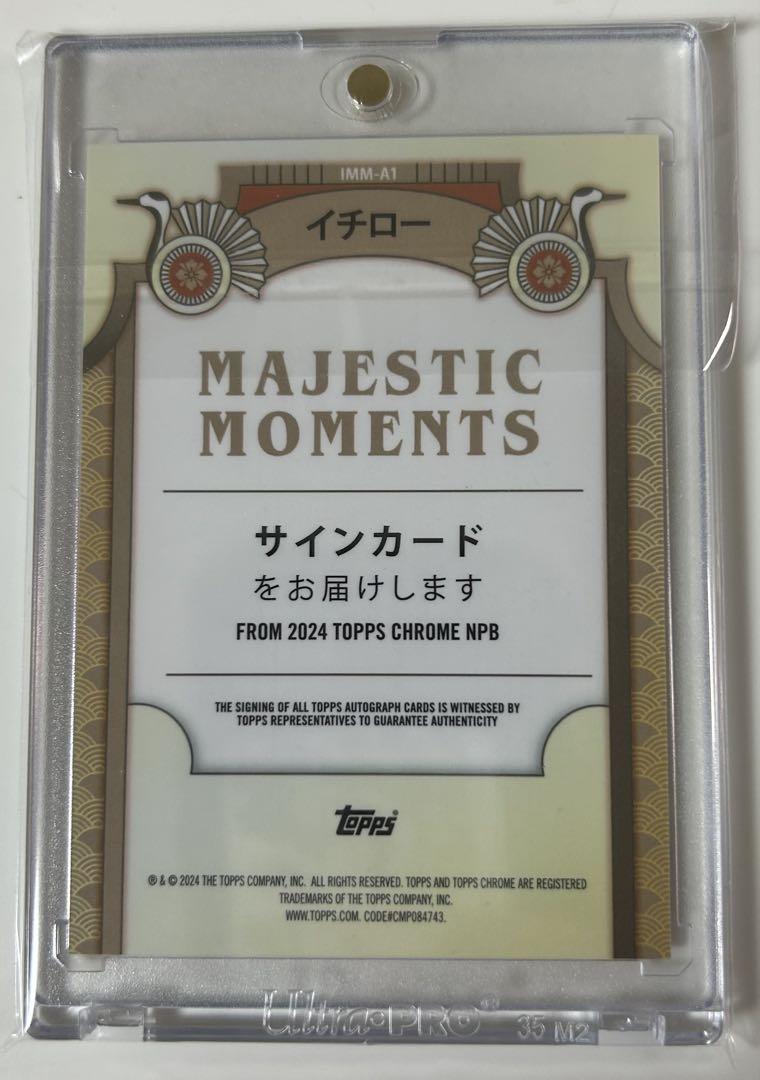 IMM-A1
イチロー
MAJESTIC
MOMENTS
サインカード
をお届けします
FROM 2024 TOPPS CHROME NPB
THE SIGNING OF ALL TOPPS AUTOGRAPH CARDS IS WITNESSED BY
TOPPS REPRESENTATIVES TO GUARANTEE AUTHENTICITY
topps®
® & © 2024 THE TOPPS COMPANY, INC. ALL RIGHTS RESERVED. TOPPS AND TOPPS CHROME ARE REGISTERED
TRADEMARKS OF THE TOPPS COMPANY, INC.
WWW.TOPPS.COM. CODE#CMP084743.
Ultra•PRO® 35 M2